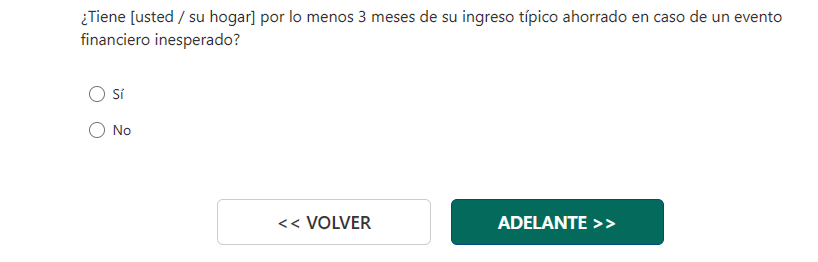 ¿Tiene [usted / su hogar] por lo menos 3 meses de su ingreso típico ahorrado en caso de un evento
financiero inesperado?
Sí
No
<< VOLVER
ADELANTE >>